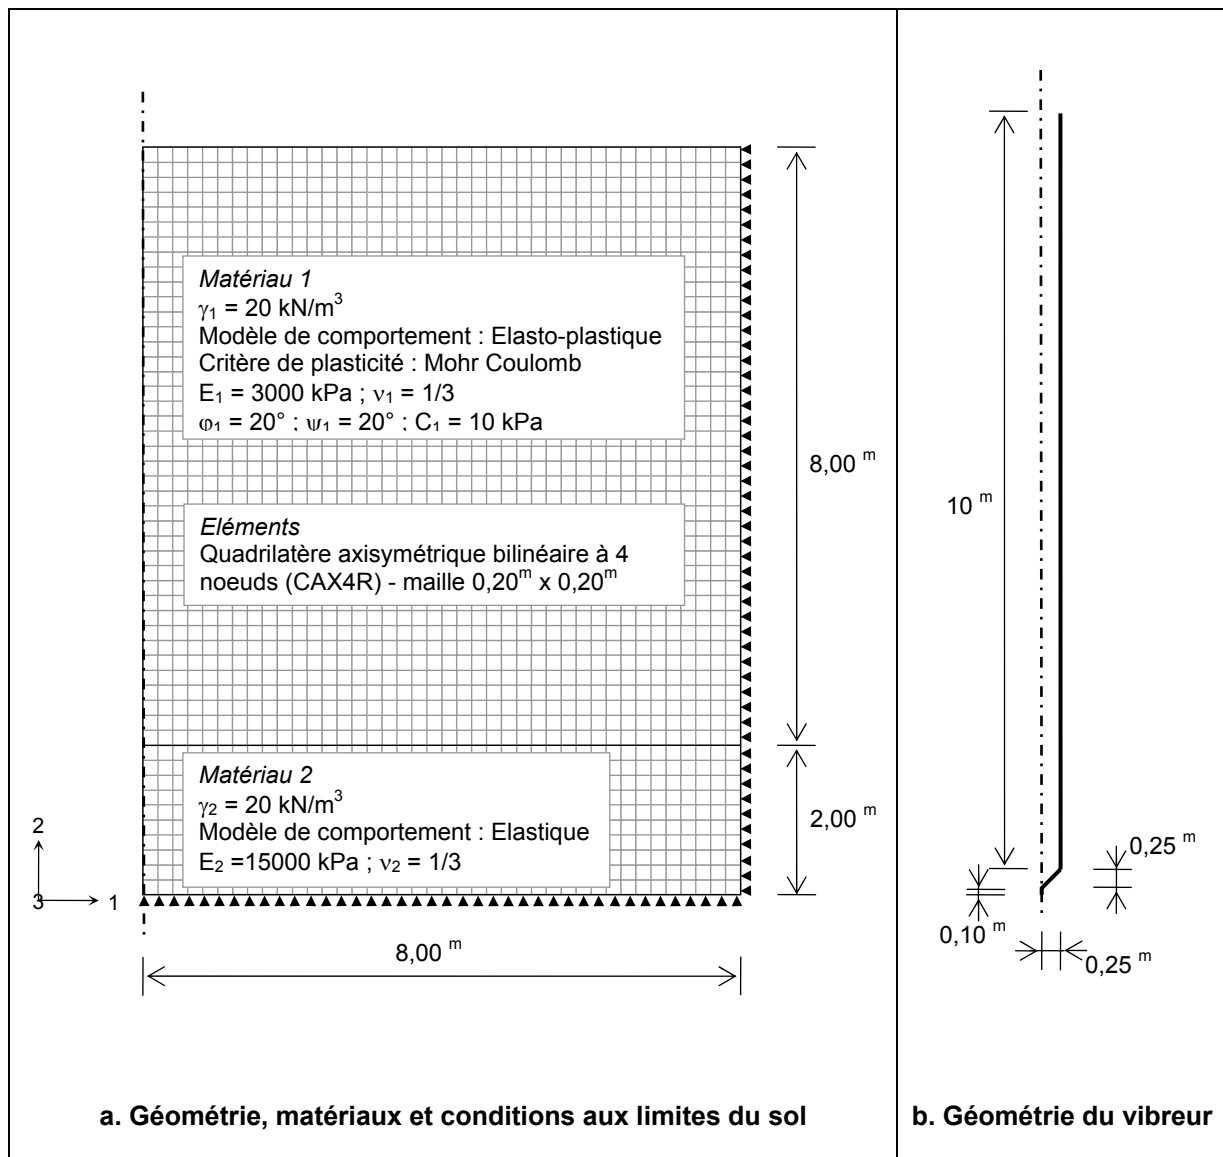 Matériau 1
γ₁ = 20 kN/m³
Modèle de comportement : Elasto-plastique
Critère de plasticité : Mohr Coulomb
E₁ = 3000 kPa ; ν₁ = 1/3
φ₁ = 20° ; ψ₁ = 20° ; C₁ = 10 kPa
8,00 m
Eléments
Quadrilatère axisymétrique bilinéaire à 4
noeuds (CAX4R) - maille 0,20m x 0,20m
Matériau 2
γ₂ = 20 kN/m³
Modèle de comportement : Elastique
E₂ =15000 kPa ; ν₂ = 1/3
2,00 m
2
3
1
8,00 m
a. Géométrie, matériaux et conditions aux limites du sol
10 m
0,25 m
0,10 m
0,25 m
b. Géométrie du vibreur